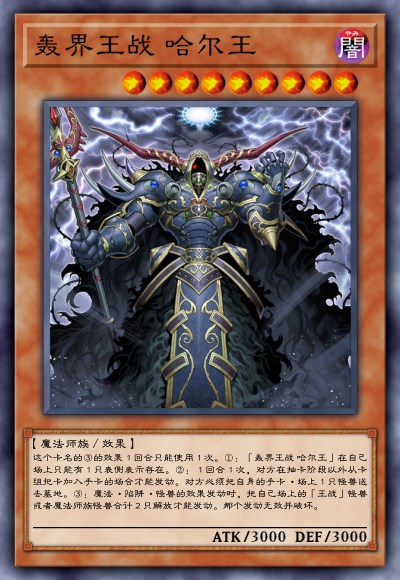 轰界王战 哈尔王
やみ
闇
【魔法师族／效果】
这个卡名的③的效果1回合只能使用1次。①：「轰界王战 哈尔王」在自己
场上只能有1只表侧表示存在。②：1回合1次，对方在抽卡阶段以外从卡
组把卡加入手卡的场合才能发动。对方必须把自身的手卡·场上1只怪兽送
去墓地。③：魔法·陷阱·怪兽的效果发动时，把自己场上的「王战」怪兽
或者魔法师族怪兽合计2只解放才能发动。那个发动无效并破坏。
ATK/3000 DEF/3000